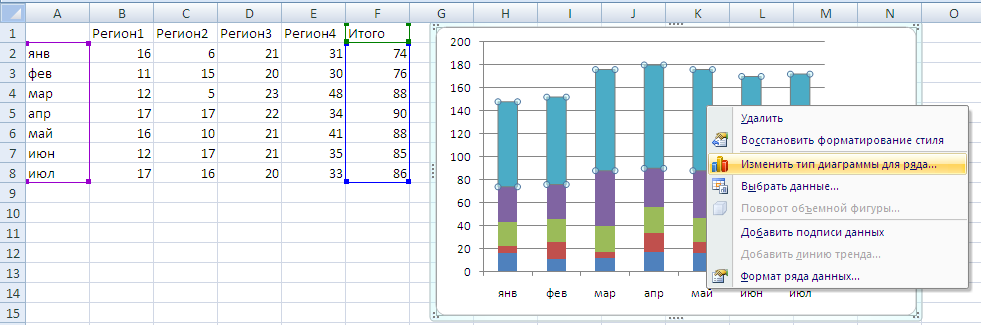 A B C D E F G H I J K L M N O
1 Регион1 Регион2 Регион3 Регион4 Итого
2 янв 16 6 21 31 74
3 фев 11 15 20 30 76
4 мар 12 5 23 48 88
5 апр 17 17 22 34 90
6 май 16 10 21 41 88
7 июн 12 17 21 35 85
8 июл 17 16 20 33 86
9
10
11
12
13
14
15
200
180
160
140
120
100
80
60
40
20
0
янв фев мар апр май июн июл
Удалить
Восстановить форматирование стиля
Изменить тип диаграммы для ряда...
Выбрать данные...
Поворот объемной фигуры...
Добавить подписи данных
Добавить линию тренда...
Формат ряда данных...